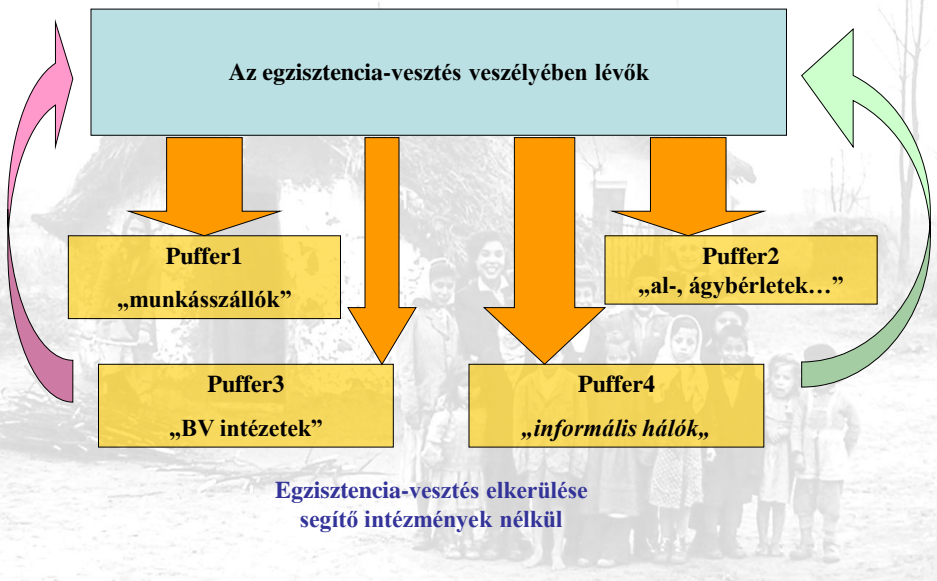 Az egzisztencia-vesztés veszélyében lévők
Puffer1
„munkásszállók”
Puffer2
„al-, ágybérletek…”
Puffer3
„BV intézetek”
Puffer4
„informális hálók„
Egzisztencia-vesztés elkerülése
segítő intézmények nélkül